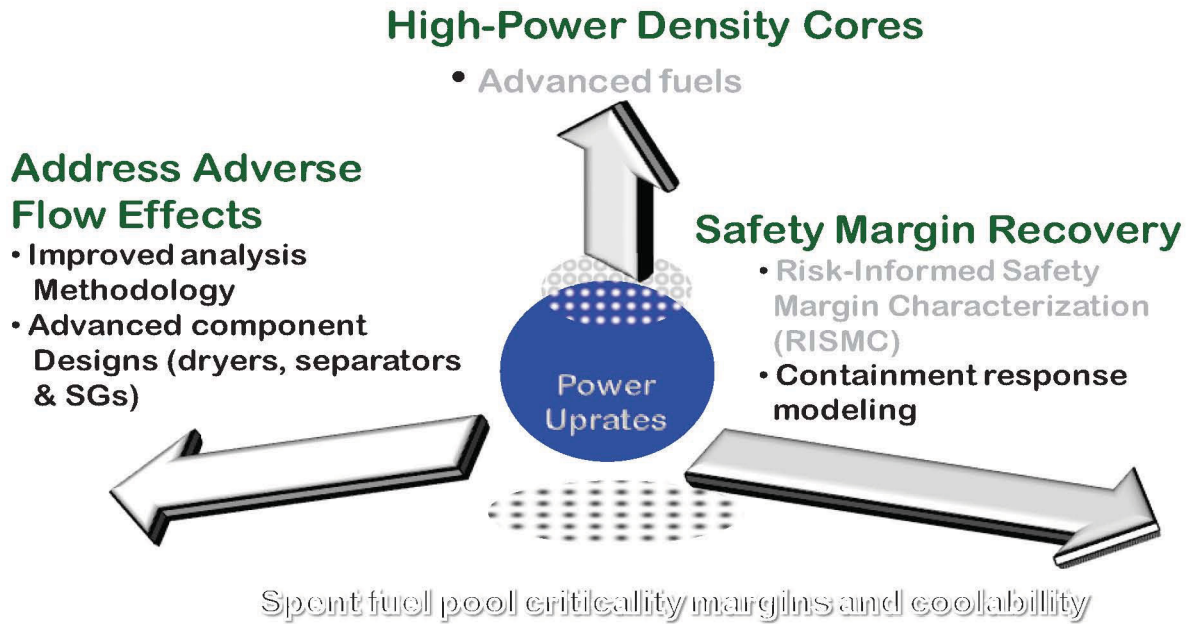 High-Power Density Cores
• Advanced fuels
Address Adverse
Flow Effects
• Improved analysis
Methodology
• Advanced component
Designs (dryers, separators
& SGs)
Safety Margin Recovery
• Risk-Informed Safety
Margin Characterization
(RISMC)
• Containment response
modeling
Power
Uprates
Spent fuel pool criticality margins and coolability